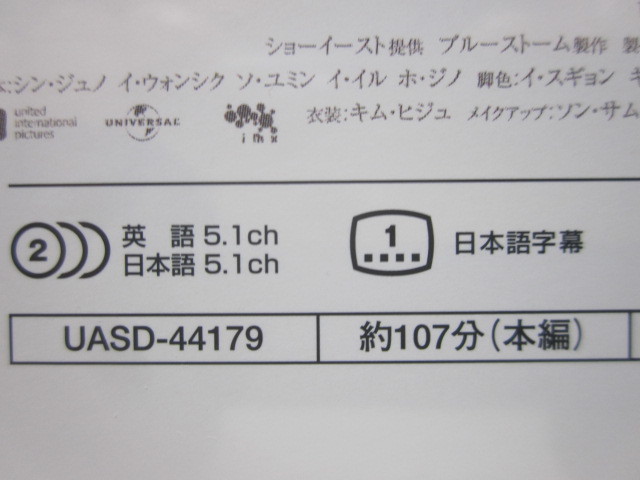 ショーイースト提供 ブルーストーム製作
:シン・ジュノ イ・ウォンシク ソ・ユミン イ・イル ホ・ジノ 脚色:イ・スギョン
united
international
pictures
UNIVERSAL
imx
衣装:キム・ヒジュ メイクアップ:ソン・サム
2
英 語 5.1ch
日本語 5.1ch
1
日本語字幕
UASD-44179
約107分(本編)